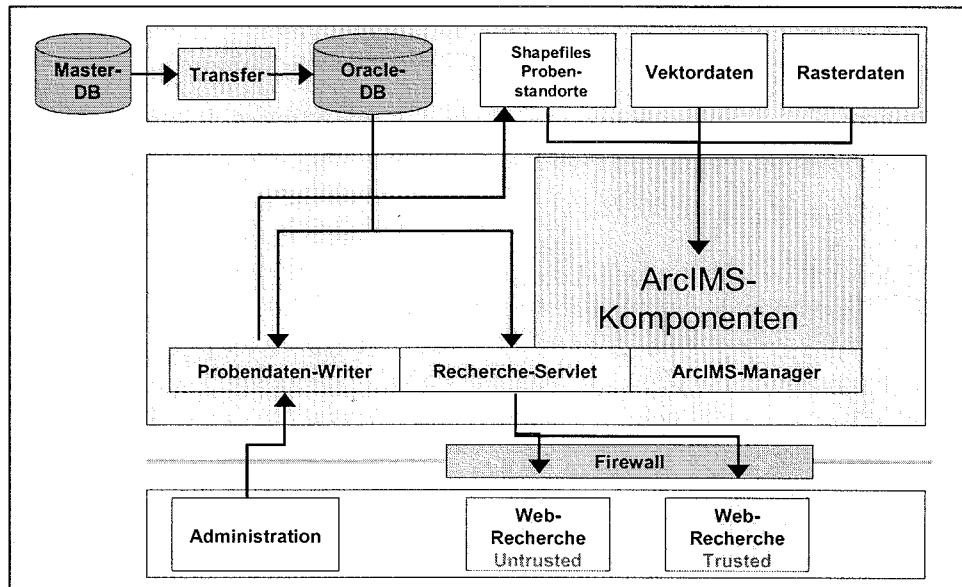 Master-
DB
Transfer
Oracle-
DB
Shapefiles
Proben-
standorte
Vektordaten
Rasterdaten
ArcIMS-
Komponenten
Probendaten-Writer
Recherche-Servlet
ArcIMS-Manager
Firewall
Administration
Web-
Recherche
Untrusted
Web-
Recherche
Trusted